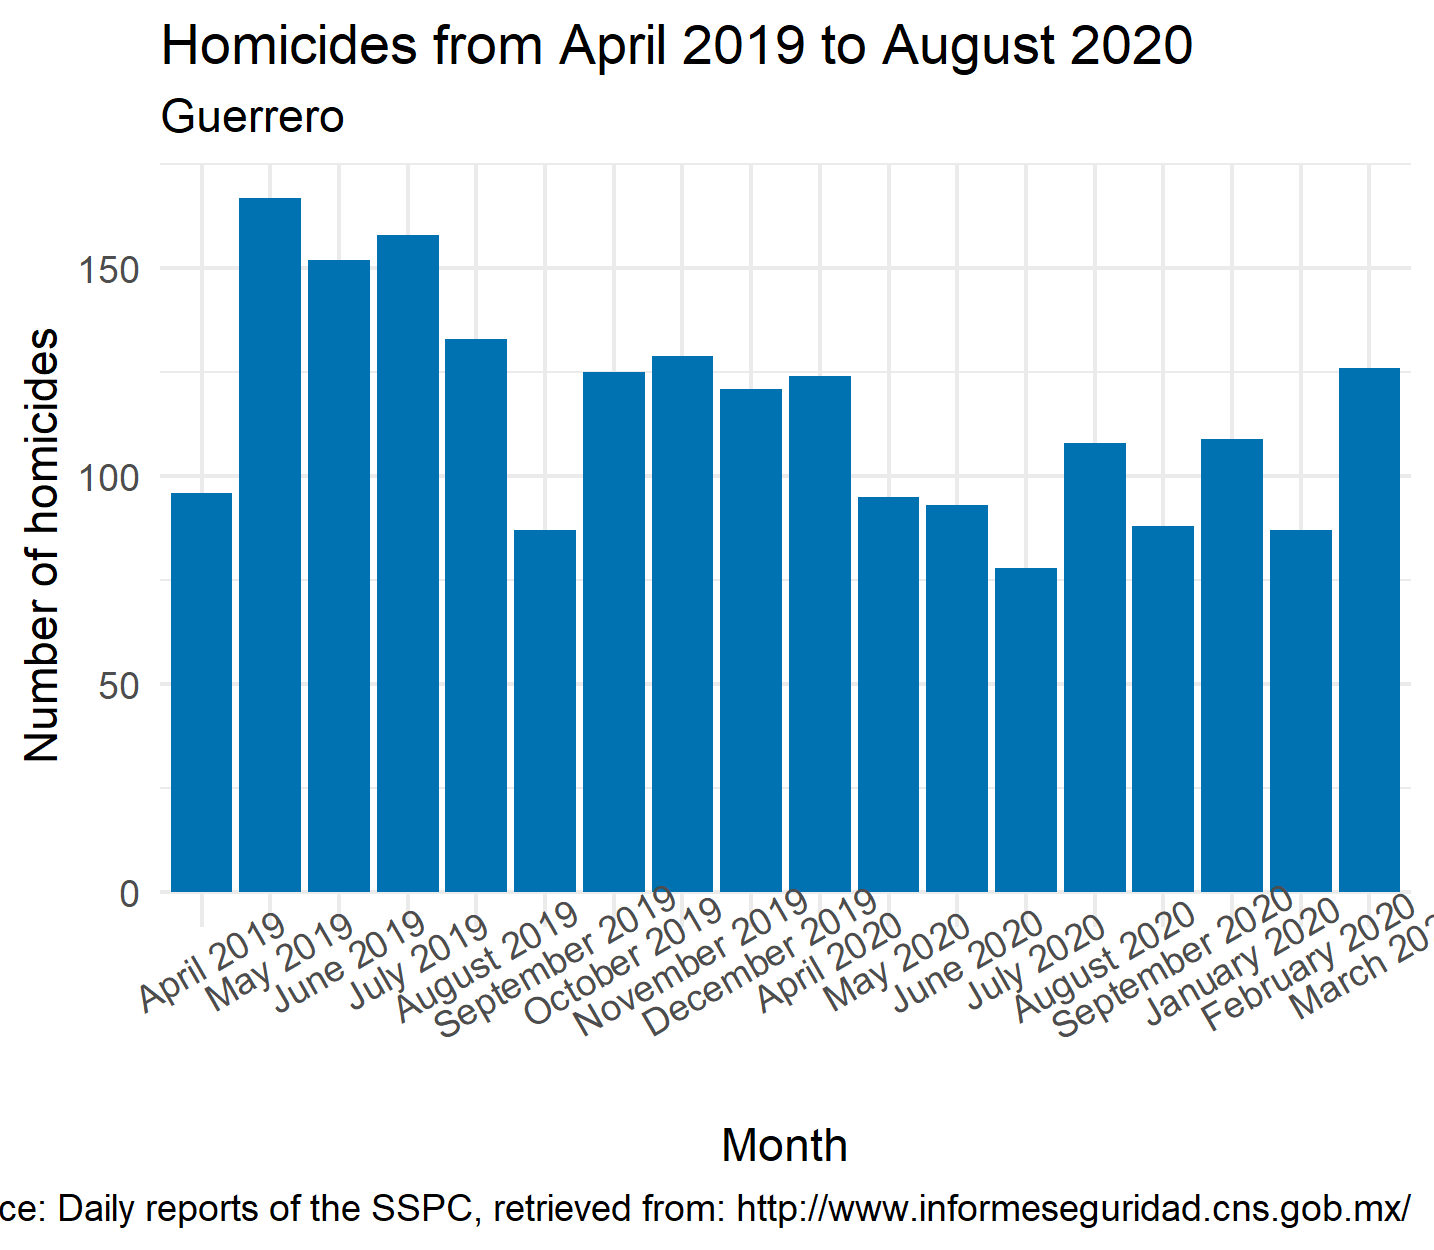 Homicides from April 2019 to August 2020
Guerrero
Number of homicides
150
100
50
0
April 2019
May 2019
June 2019
July 2019
August 2019
September 2019
October 2019
November 2019
December 2019
April 2020
May 2020
June 2020
July 2020
August 2020
September 2020
January 2020
February 2020
March 202
Month
ce: Daily reports of the SSPC, retrieved from: http://www.informeseguridad.cns.gob.mx/